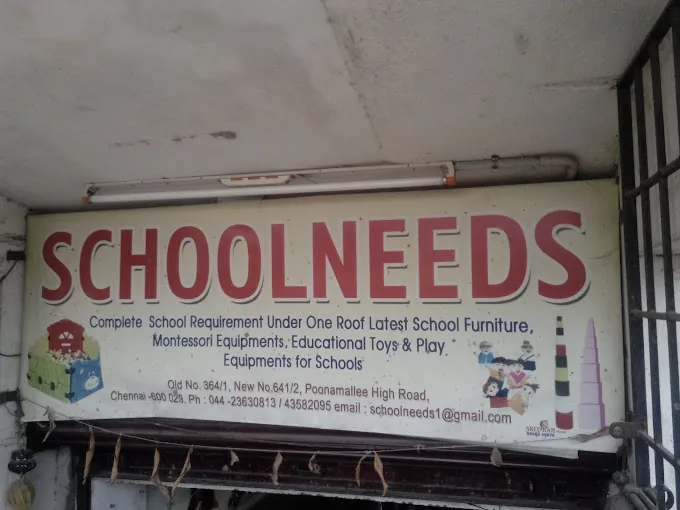 SCHOOLNEEDS
Complete School Requirement Under One Roof Latest School Furniture,
Montessori Equipments, Educational Toys & Play
Equipments for Schools
Old No. 364/1, New No.641/2, Poonamallee High Road,
Chennai -600 029. Ph : 044 -23630813 / 43582095 email : schoolneeds1@gmail.com